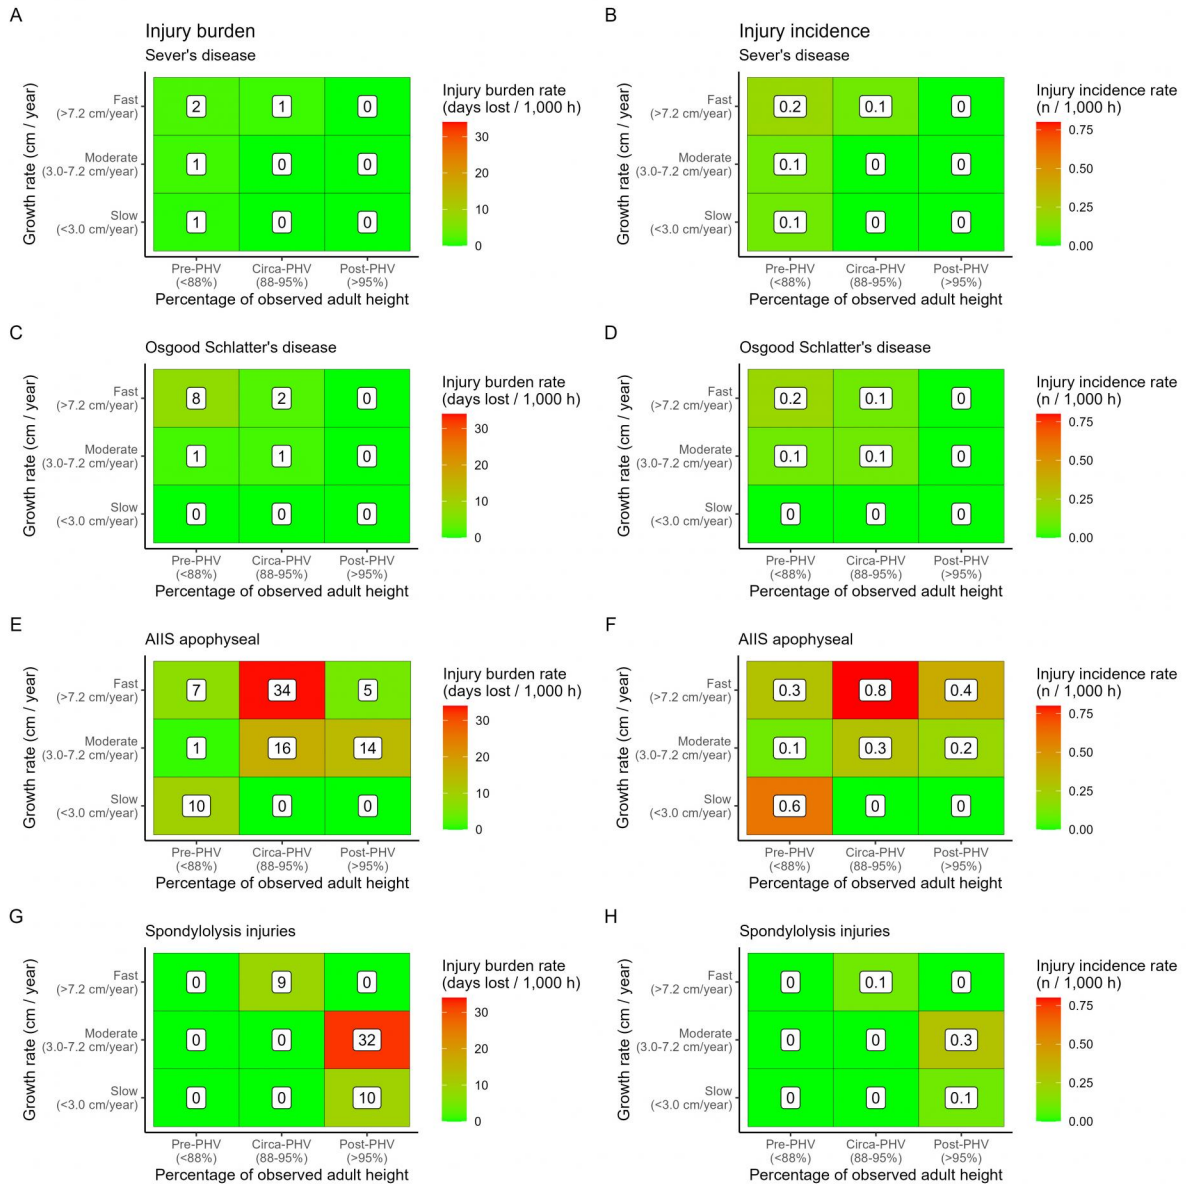 A
Injury burden
Sever's disease
Growth rate (cm / year)
Fast
(>7.2 cm/year)
Moderate
(3.0-7.2 cm/year)
Slow
(<3.0 cm/year)
2 1 0
1 0 0
1 0 0
Pre-PHV
(<88%)
Circa-PHV
(88-95%)
Post-PHV
(>95%)
Percentage of observed adult height
Injury burden rate
(days lost / 1,000 h)
30
20
10
0
B
Injury incidence
Sever's disease
Growth rate (cm / year)
Fast
(>7.2 cm/year)
Moderate
(3.0-7.2 cm/year)
Slow
(<3.0 cm/year)
0.2 0.1 0
0.1 0 0
0.1 0 0
Pre-PHV
(<88%)
Circa-PHV
(88-95%)
Post-PHV
(>95%)
Percentage of observed adult height
Injury incidence rate
(n / 1,000 h)
0.75
0.50
0.25
0.00
C
Osgood Schlatter's disease
Growth rate (cm / year)
Fast
(>7.2 cm/year)
Moderate
(3.0-7.2 cm/year)
Slow
(<3.0 cm/year)
8 2 0
1 1 0
0 0 0
Pre-PHV
(<88%)
Circa-PHV
(88-95%)
Post-PHV
(>95%)
Percentage of observed adult height
Injury burden rate
(days lost / 1,000 h)
30
20
10
0
D
Osgood Schlatter's disease
Growth rate (cm / year)
Fast
(>7.2 cm/year)
Moderate
(3.0-7.2 cm/year)
Slow
(<3.0 cm/year)
0.2 0.1 0
0.1 0.1 0
0 0 0
Pre-PHV
(<88%)
Circa-PHV
(88-95%)
Post-PHV
(>95%)
Percentage of observed adult height
Injury incidence rate
(n / 1,000 h)
0.75
0.50
0.25
0.00
E
AIIS apophyseal
Growth rate (cm / year)
Fast
(>7.2 cm/year)
Moderate
(3.0-7.2 cm/year)
Slow
(<3.0 cm/year)
7 34 5
1 16 14
10 0 0
Pre-PHV
(<88%)
Circa-PHV
(88-95%)
Post-PHV
(>95%)
Percentage of observed adult height
Injury burden rate
(days lost / 1,000 h)
30
20
10
0
F
AIIS apophyseal
Growth rate (cm / year)
Fast
(>7.2 cm/year)
Moderate
(3.0-7.2 cm/year)
Slow
(<3.0 cm/year)
0.3 0.8 0.4
0.1 0.3 0.2
0.6 0 0
Pre-PHV
(<88%)
Circa-PHV
(88-95%)
Post-PHV
(>95%)
Percentage of observed adult height
Injury incidence rate
(n / 1,000 h)
0.75
0.50
0.25
0.00
G
Spondylolysis injuries
Growth rate (cm / year)
Fast
(>7.2 cm/year)
Moderate
(3.0-7.2 cm/year)
Slow
(<3.0 cm/year)
0 9 0
0 0 32
0 0 10
Pre-PHV
(<88%)
Circa-PHV
(88-95%)
Post-PHV
(>95%)
Percentage of observed adult height
Injury burden rate
(days lost / 1,000 h)
30
20
10
0
H
Spondylolysis injuries
Growth rate (cm / year)
Fast
(>7.2 cm/year)
Moderate
(3.0-7.2 cm/year)
Slow
(<3.0 cm/year)
0 0.1 0
0 0 0.3
0 0 0.1
Pre-PHV
(<88%)
Circa-PHV
(88-95%)
Post-PHV
(>95%)
Percentage of observed adult height
Injury incidence rate
(n / 1,000 h)
0.75
0.50
0.25
0.00